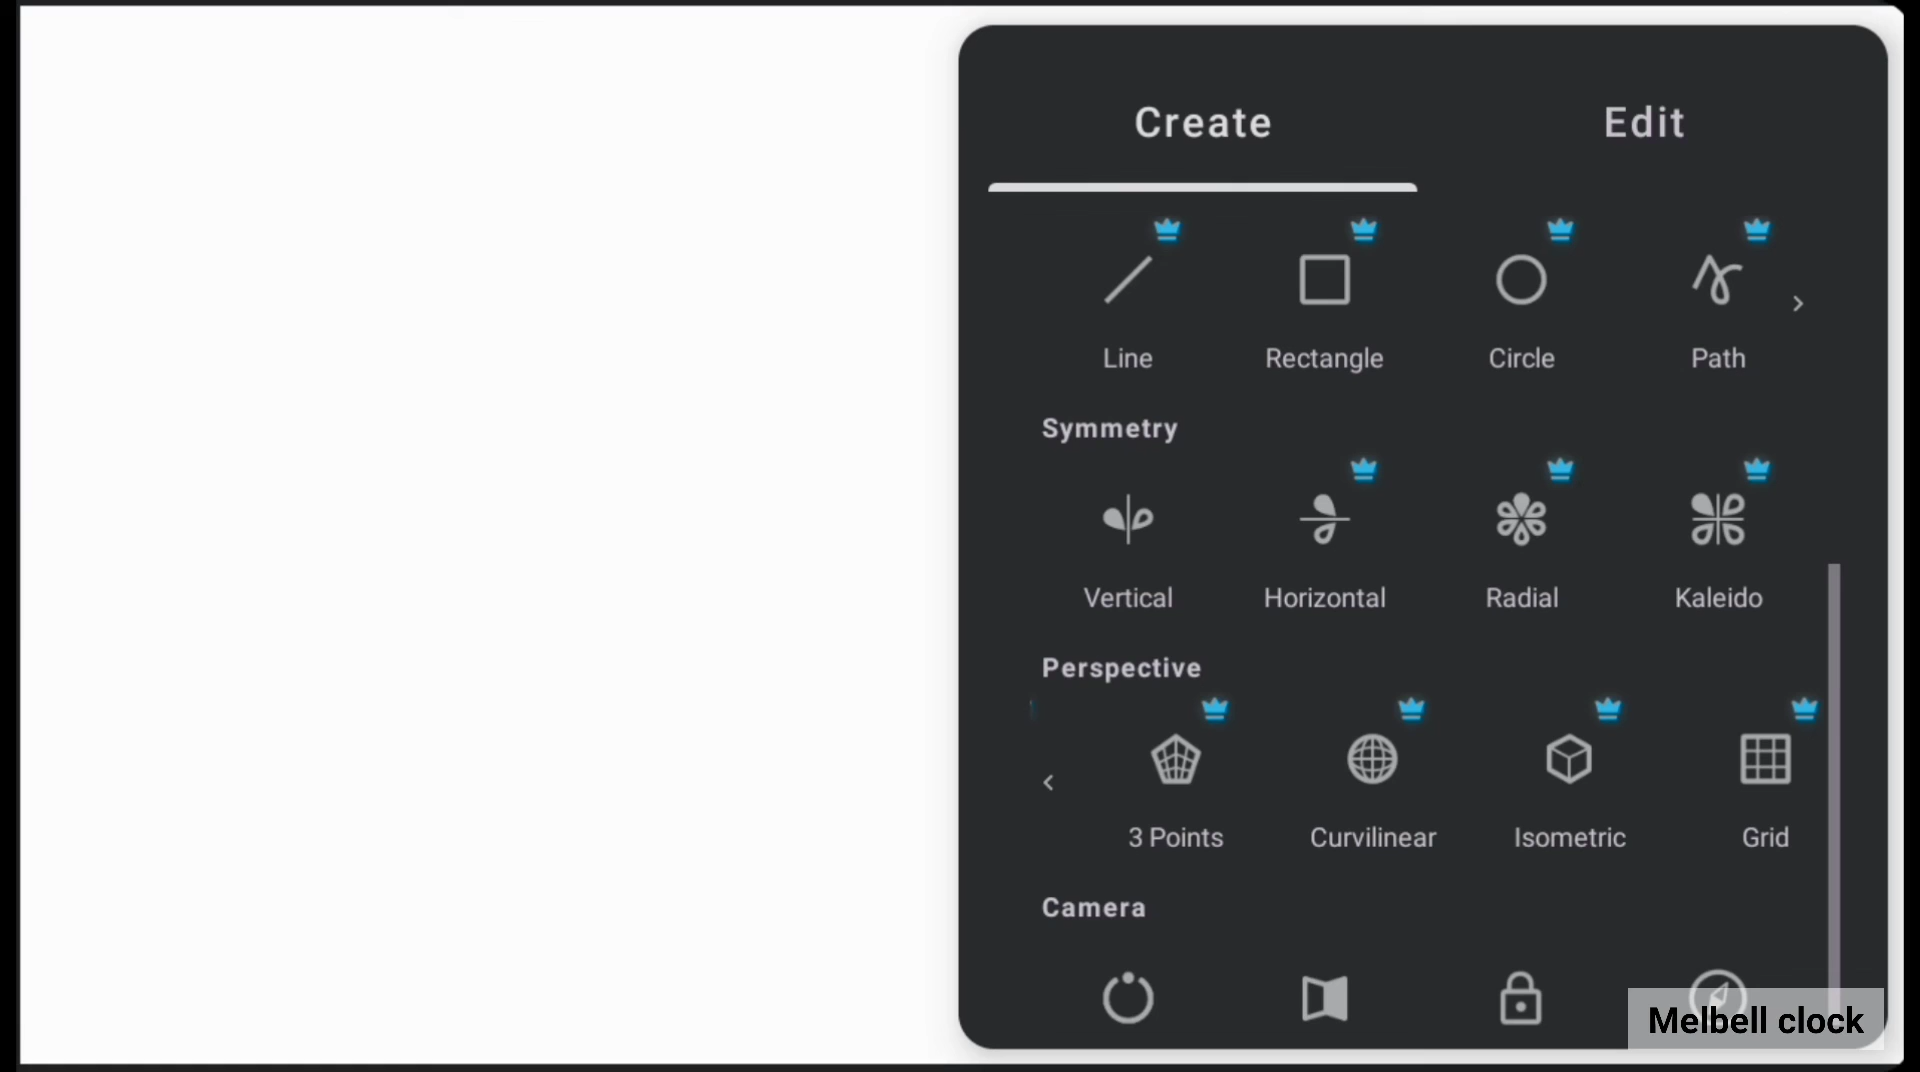 Create Edit
Line Rectangle Circle Path
Symmetry
Vertical Horizontal Radial Kaleido
Perspective
3 Points Curvilinear Isometric Grid
Camera
Melbell clock